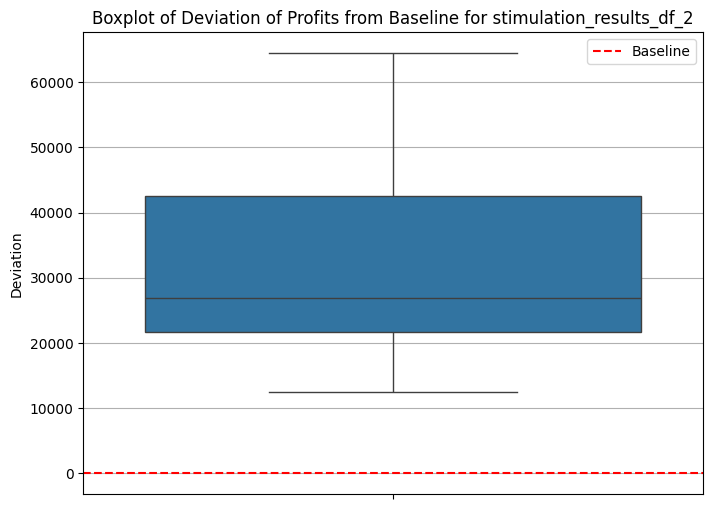 Boxplot of Deviation of Profits from Baseline for stimulation_results_df_2
Baseline
60000
50000
40000
30000
20000
10000
0
Deviation